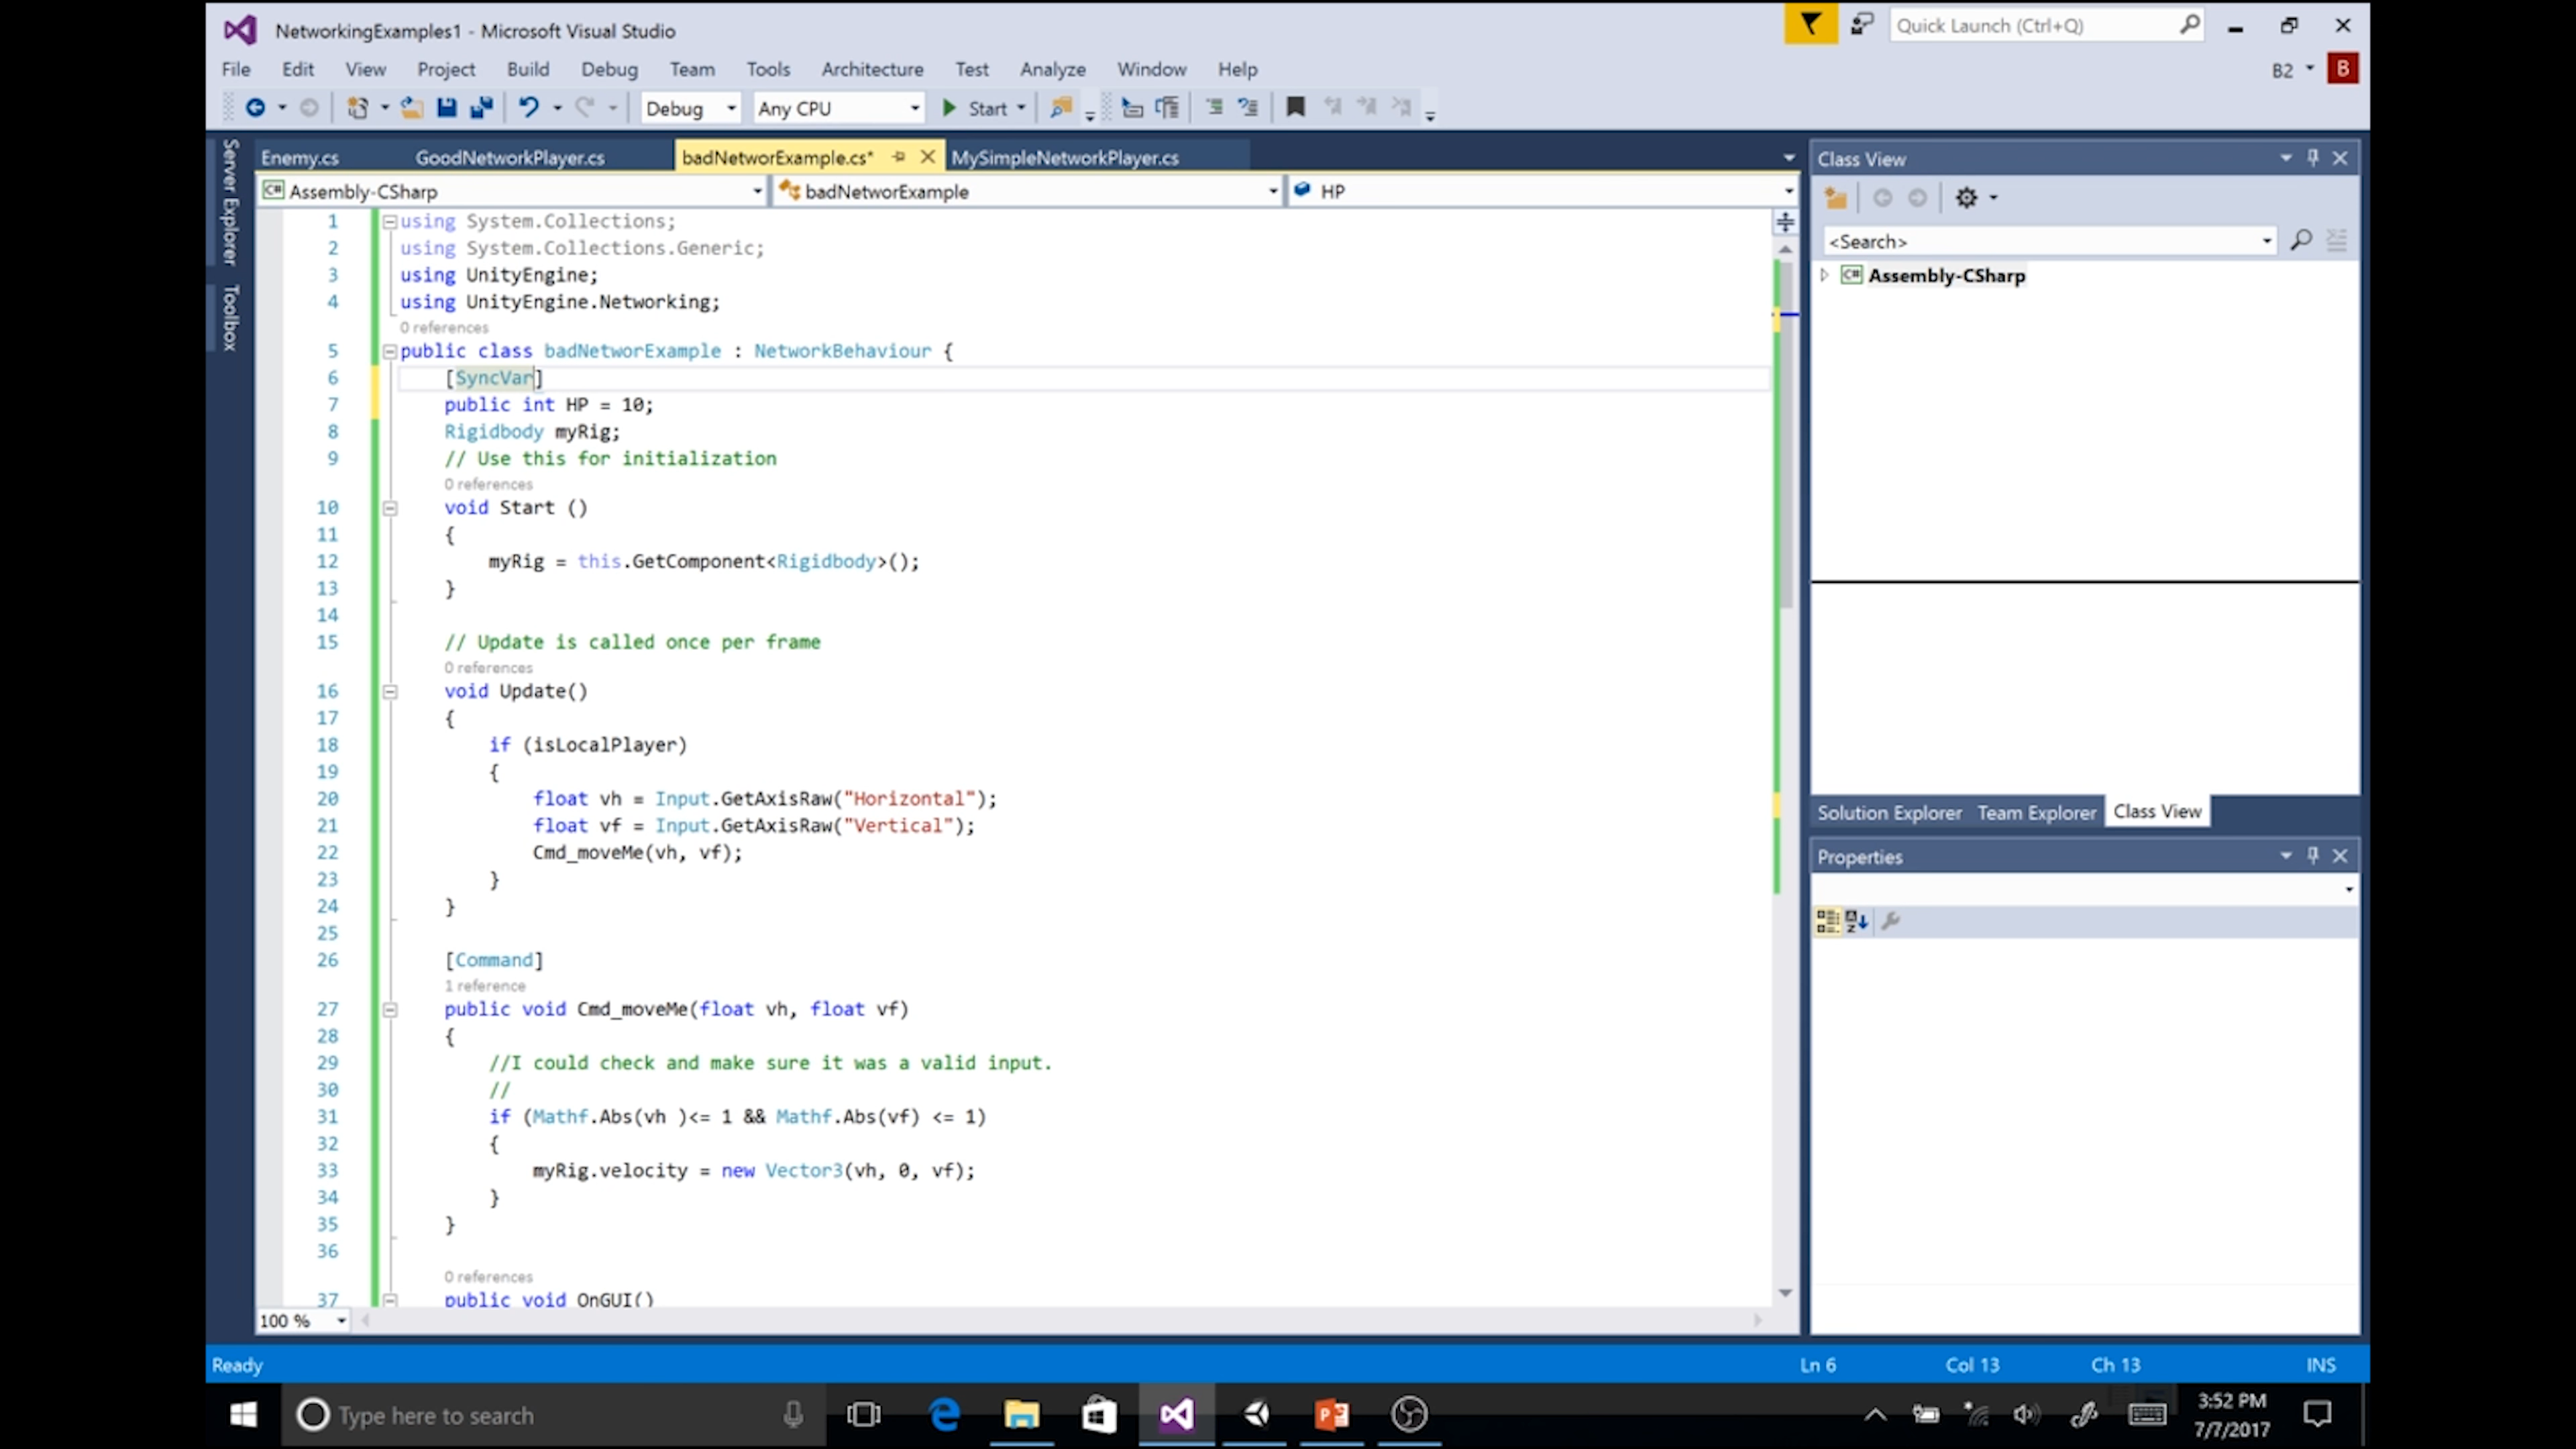 NetworkingExamples1 - Microsoft Visual Studio
Quick Launch (Ctrl+Q)
File Edit View Project Build Debug Team Tools Architecture Test Analyze Window Help
B2 B
Debug Any CPU Start
Server Explorer
Toolbox
Enemy.cs GoodNetworkPlayer.cs badNetworExample.cs* MySimpleNetworkPlayer.cs
C# Assembly-CSharp badNetworExample HP
1 using System.Collections;
2 using System.Collections.Generic;
3 using UnityEngine;
4 using UnityEngine.Networking;
0 references
5 public class badNetworExample : NetworkBehaviour {
6 [SyncVar]
7 public int HP = 10;
8 Rigidbody myRig;
9 // Use this for initialization
0 references
10 void Start ()
11 {
12 myRig = this.GetComponent<Rigidbody>();
13 }
14
15 // Update is called once per frame
0 references
16 void Update()
17 {
18 if (isLocalPlayer)
19 {
20 float vh = Input.GetAxisRaw("Horizontal");
21 float vf = Input.GetAxisRaw("Vertical");
22 Cmd_moveMe(vh, vf);
23 }
24 }
25
26 [Command]
1 reference
27 public void Cmd_moveMe(float vh, float vf)
28 {
29 //I could check and make sure it was a valid input.
30 //
31 if (Mathf.Abs(vh )<= 1 && Mathf.Abs(vf) <= 1)
32 {
33 myRig.velocity = new Vector3(vh, 0, vf);
34 }
35 }
36
0 references
37 public void OnGUI()
100 %
Class View
<Search>
C# Assembly-CSharp
Solution Explorer Team Explorer Class View
Properties
Ready Ln 6 Col 13 Ch 13 INS
Type here to search
3:52 PM
7/7/2017